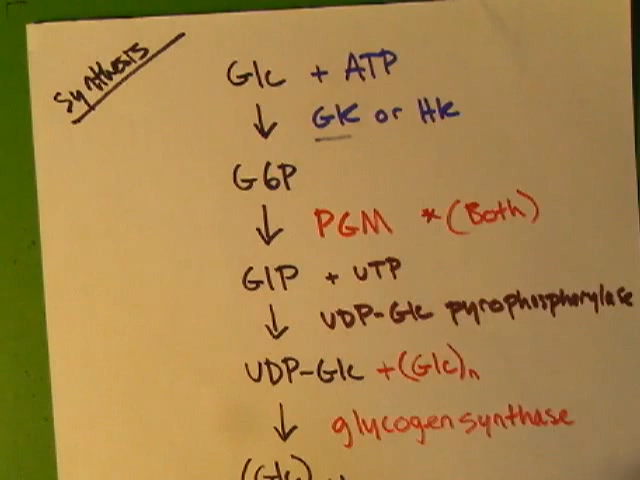 Synthesis
Glc + ATP
↓ GK or HK
G6P
↓ PGM *(Both)
G1P + UTP
↓ UDP-Glc pyrophosphorylase
UDP-Glc +(Glc)n
↓ glycogen synthase
(Glc)